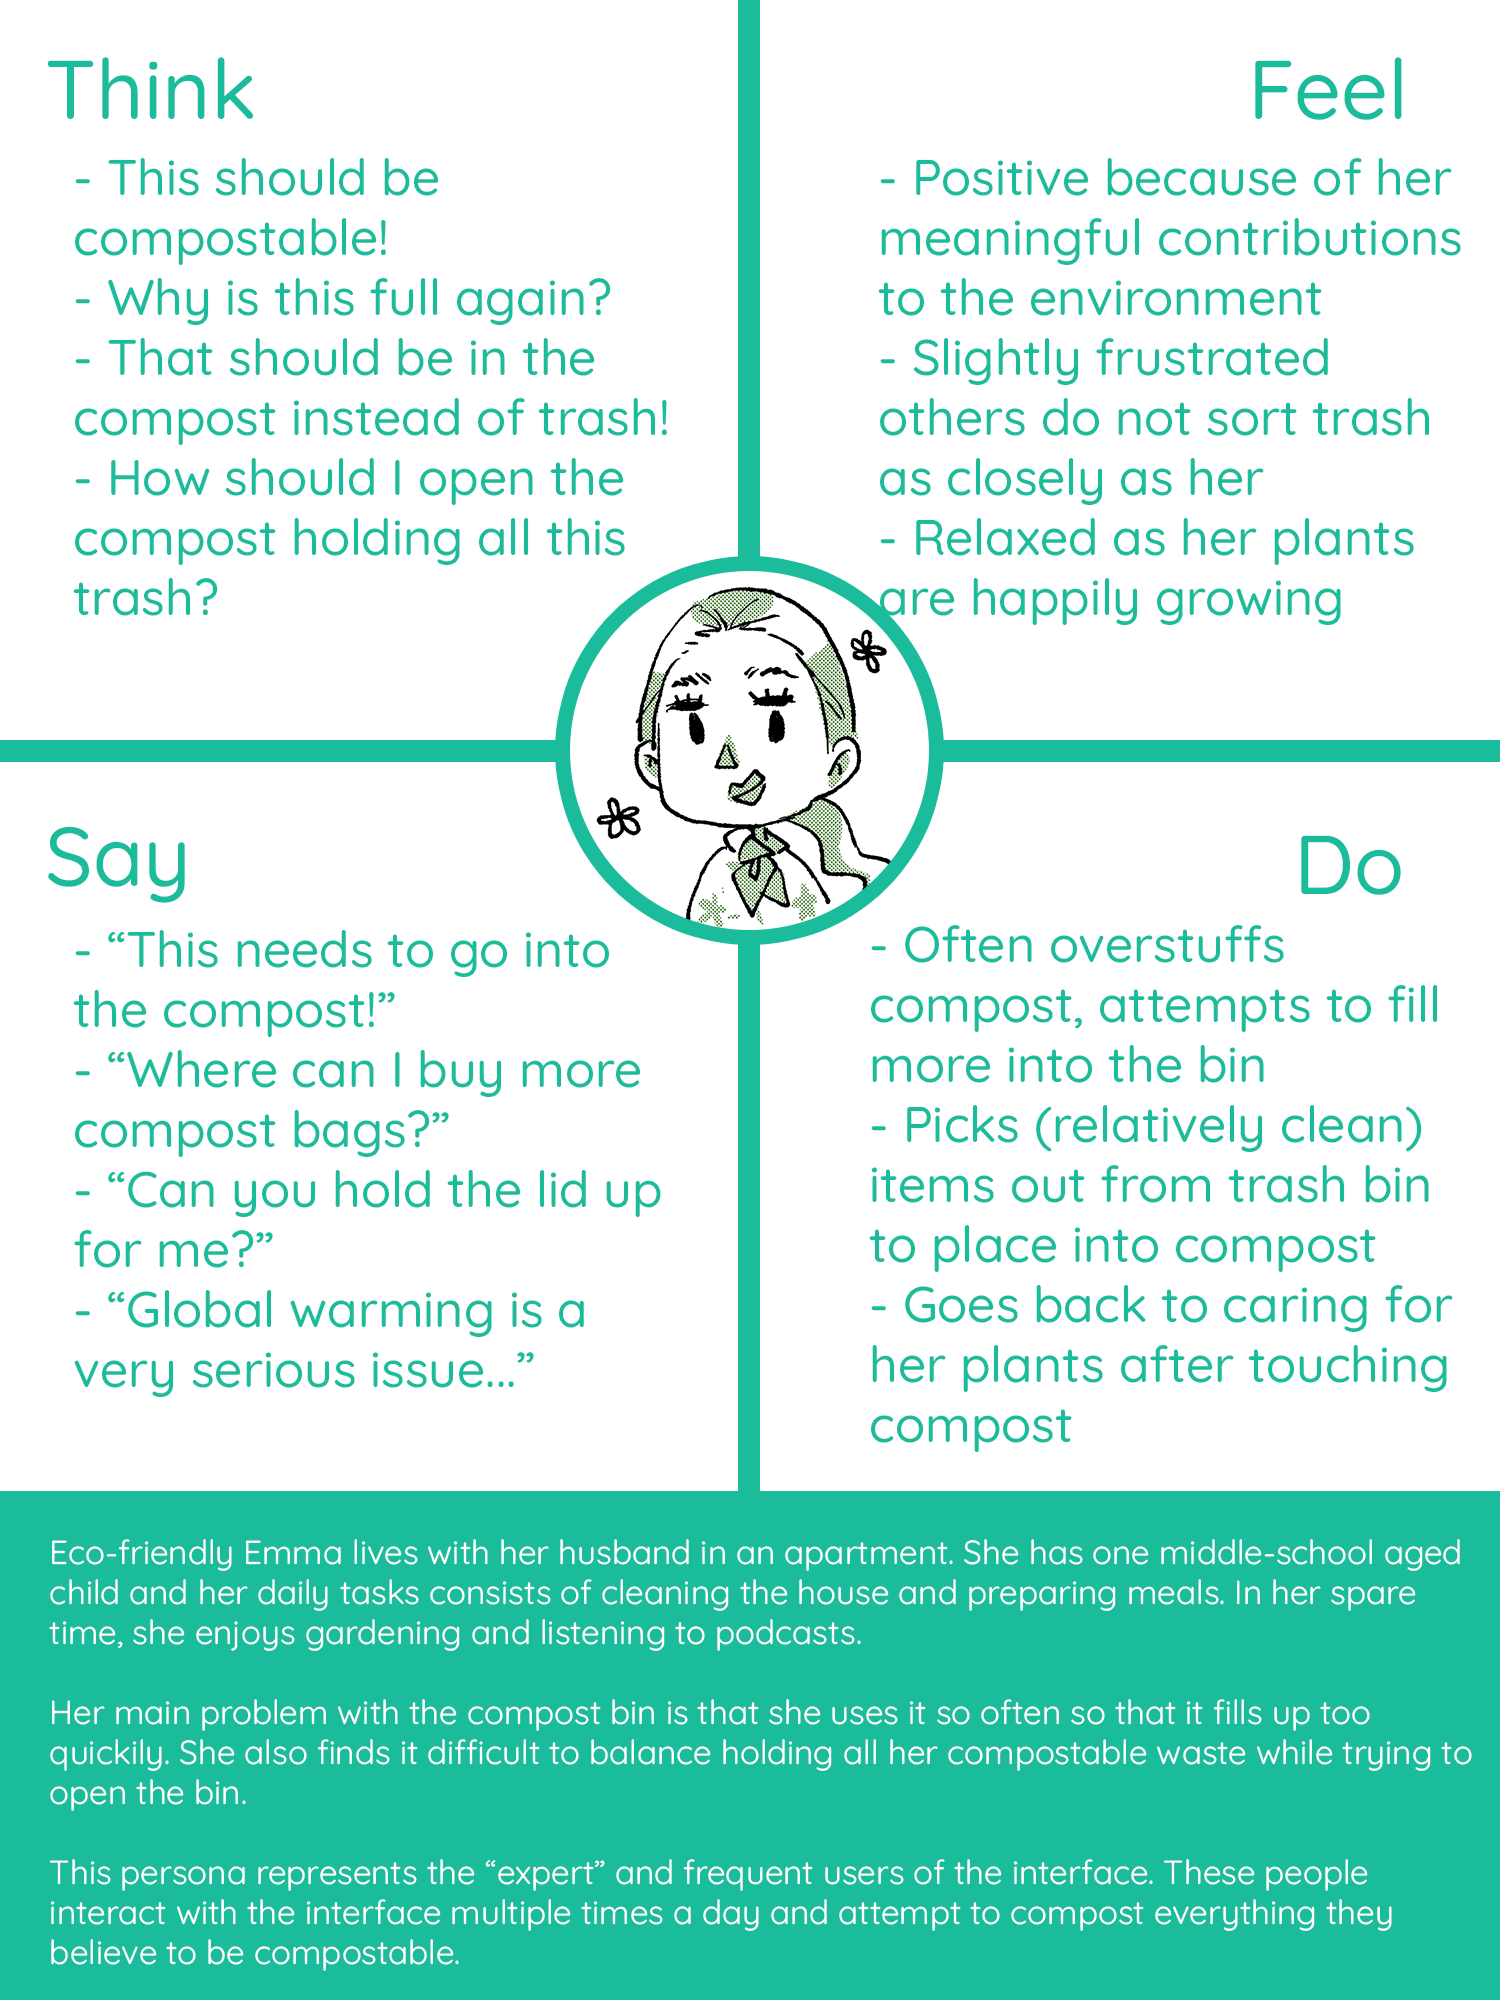 Think
- This should be
compostable!
- Why is this full again?
- That should be in the
compost instead of trash!
- How should I open the
compost holding all this
trash?
Feel
- Positive because of her
meaningful contributions
to the environment
- Slightly frustrated
others do not sort trash
as closely as her
- Relaxed as her plants
are happily growing
Say
- “This needs to go into
the compost!”
- “Where can I buy more
compost bags?”
- “Can you hold the lid up
for me?”
- “Global warming is a
very serious issue...”
Do
- Often overstuffs
compost, attempts to fill
more into the bin
- Picks (relatively clean)
items out from trash bin
to place into compost
- Goes back to caring for
her plants after touching
compost
Eco-friendly Emma lives with her husband in an apartment. She has one middle-school aged
child and her daily tasks consists of cleaning the house and preparing meals. In her spare
time, she enjoys gardening and listening to podcasts.
Her main problem with the compost bin is that she uses it so often so that it fills up too
quickily. She also finds it difficult to balance holding all her compostable waste while trying to
open the bin.
This persona represents the “expert” and frequent users of the interface. These people
interact with the interface multiple times a day and attempt to compost everything they
believe to be compostable.